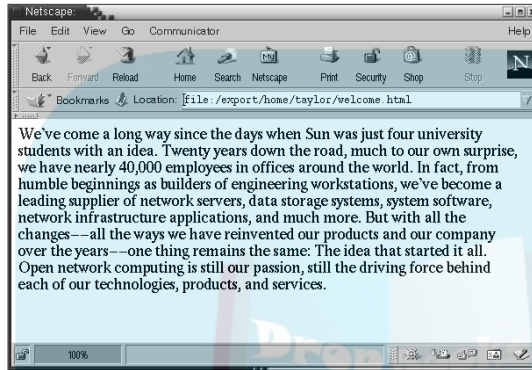 Netscape:
File Edit View Go Communicator Help
Back Forward Reload Home Search Netscape Print Security Shop Stop N
My
Bookmarks Location: file:/export/home/taylor/welcome.html
We've come a long way since the days when Sun was just four university
students with an idea. Twenty years down the road, much to our own surprise,
we have nearly 40,000 employees in offices around the world. In fact, from
humble beginnings as builders of engineering workstations, we've become a
leading supplier of network servers, data storage systems, system software,
network infrastructure applications, and much more. But with all the
changes--all the ways we have reinvented our products and our company
over the years--one thing remains the same: The idea that started it all.
Open network computing is still our passion, still the driving force behind
each of our technologies, products, and services.
100%